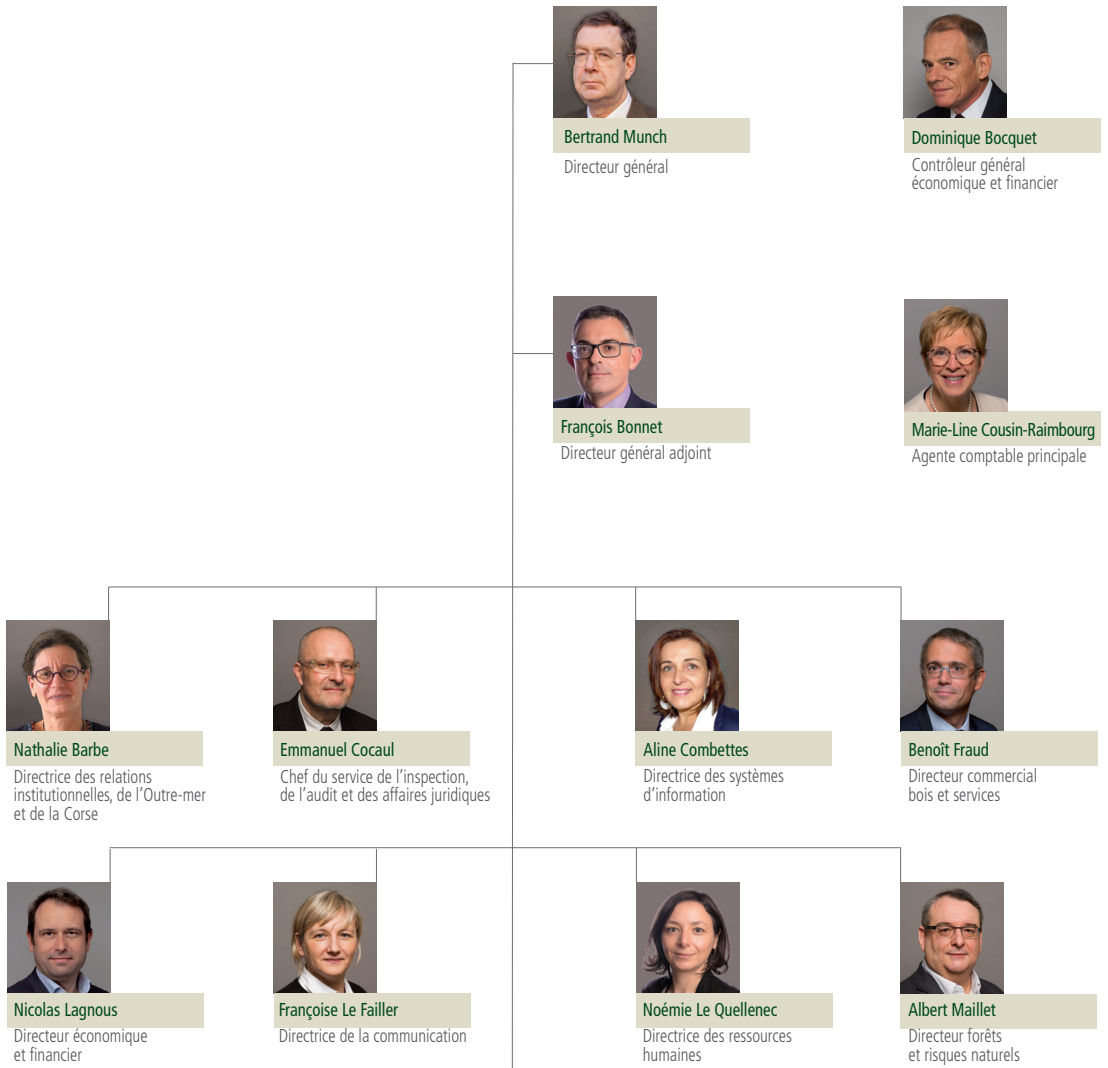 Bertrand Munch
Directeur général
Dominique Bocquet
Contrôleur général
économique et financier
François Bonnet
Directeur général adjoint
Marie-Line Cousin-Raimbourg
Agente comptable principale
Nathalie Barbe
Directrice des relations
institutionnelles, de l'Outre-mer
et de la Corse
Emmanuel Cocaul
Chef du service de l'inspection,
de l'audit et des affaires juridiques
Aline Combettes
Directrice des systèmes
d'information
Benoît Fraud
Directeur commercial
bois et services
Nicolas Lagnous
Directeur économique
et financier
Françoise Le Failler
Directrice de la communication
Noémie Le Quellenec
Directrice des ressources
humaines
Albert Maillet
Directeur forêts
et risques naturels